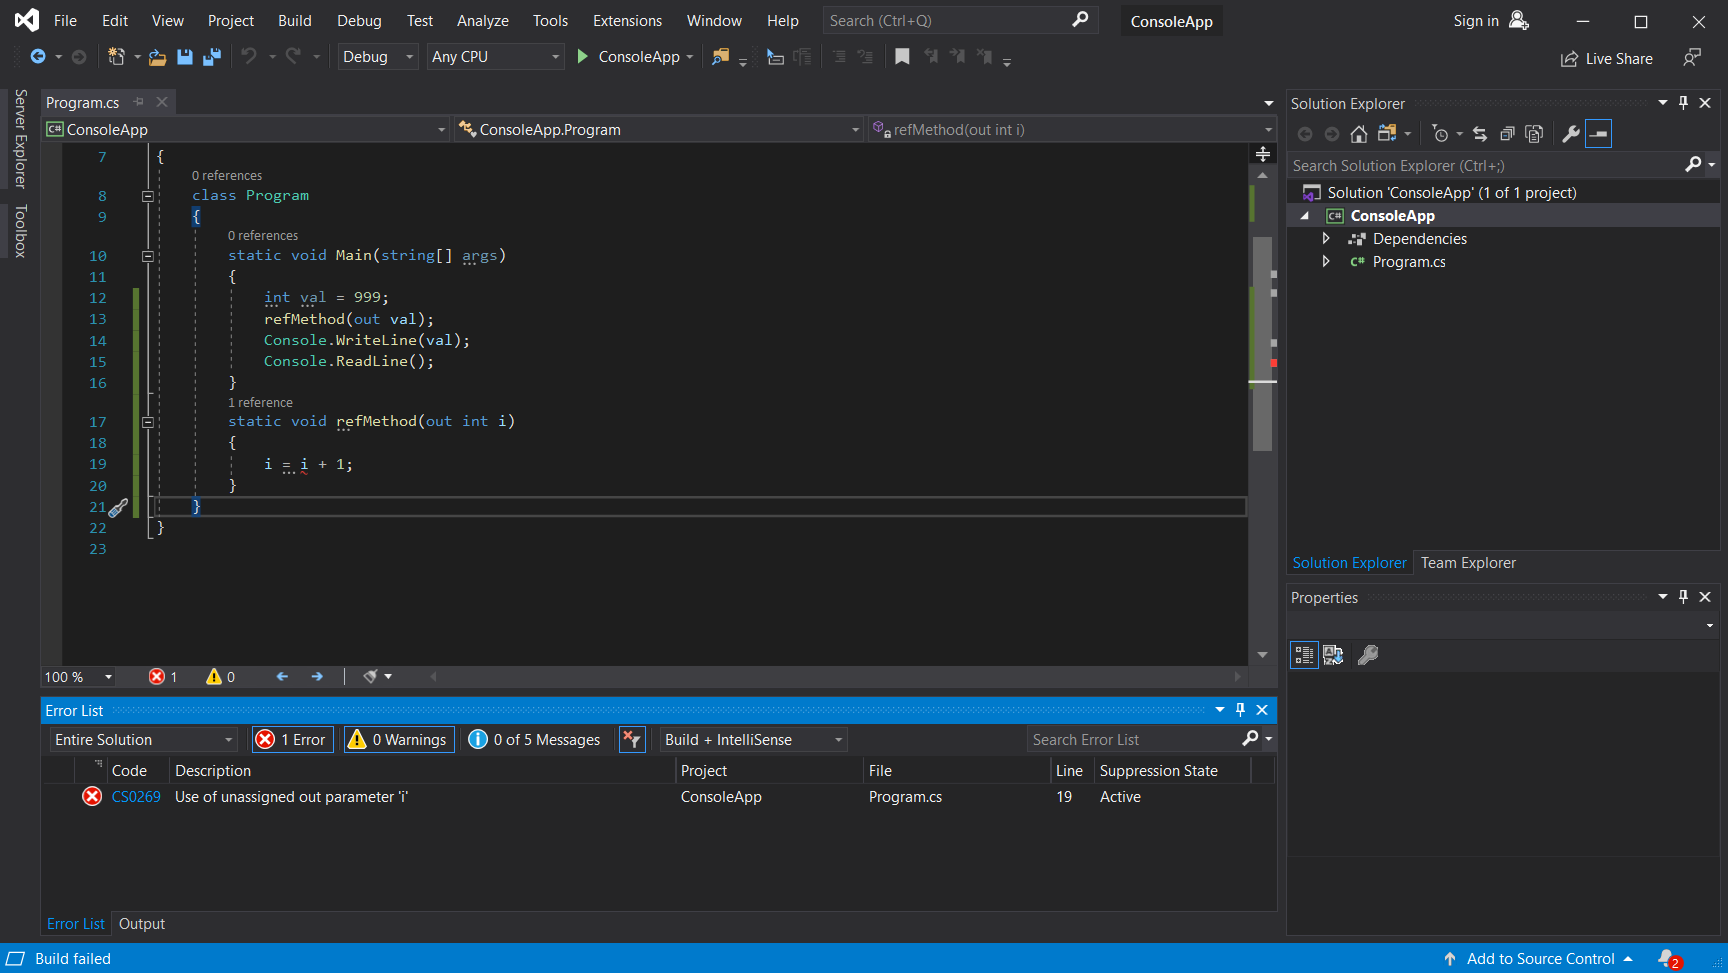 File Edit View Project Build Debug Test Analyze Tools Extensions Window Help Search (Ctrl+Q) ConsoleApp Sign in
Debug Any CPU ConsoleApp Live Share
Server Explorer
Toolbox
Program.cs
C# ConsoleApp ConsoleApp.Program refMethod(out int i)
7 {
0 references
8 class Program
9 {
0 references
10 static void Main(string[] args)
11 {
12 int val = 999;
13 refMethod(out val);
14 Console.WriteLine(val);
15 Console.ReadLine();
16 }
1 reference
17 static void refMethod(out int i)
18 {
19 i = i + 1;
20 }
21 }
22 }
23
100 % 1 0
Solution Explorer
Search Solution Explorer (Ctrl+;)
Solution 'ConsoleApp' (1 of 1 project)
C# ConsoleApp
Dependencies
C# Program.cs
Solution Explorer Team Explorer
Properties
Error List
Entire Solution 1 Error 0 Warnings 0 of 5 Messages Build + IntelliSense Search Error List
Code Description Project File Line Suppression State
CS0269 Use of unassigned out parameter 'i' ConsoleApp Program.cs 19 Active
Error List Output
Build failed Add to Source Control 2